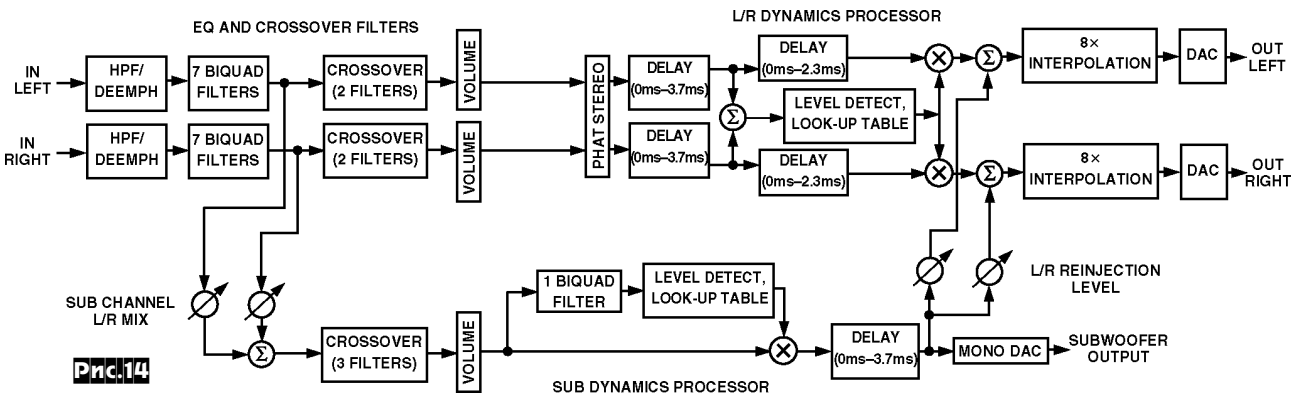 EQ AND CROSSOVER FILTERS
L/R DYNAMICS PROCESSOR
IN
LEFT
HPF/
DEEMPH
7 BIQUAD
FILTERS
CROSSOVER
(2 FILTERS)
VOLUME
PHAT STEREO
DELAY
(0ms–3.7ms)
DELAY
(0ms–2.3ms)
×
Σ
8×
INTERPOLATION
DAC
OUT
LEFT
Σ
LEVEL DETECT,
LOOK-UP TABLE
IN
RIGHT
HPF/
DEEMPH
7 BIQUAD
FILTERS
CROSSOVER
(2 FILTERS)
VOLUME
DELAY
(0ms–3.7ms)
DELAY
(0ms–2.3ms)
×
Σ
8×
INTERPOLATION
DAC
OUT
RIGHT
SUB CHANNEL
L/R MIX
Σ
CROSSOVER
(3 FILTERS)
VOLUME
1 BIQUAD
FILTER
LEVEL DETECT,
LOOK-UP TABLE
×
DELAY
(0ms–3.7ms)
L/R REINJECTION
LEVEL
MONO DAC
SUBWOOFER
OUTPUT
SUB DYNAMICS PROCESSOR
Рис.14